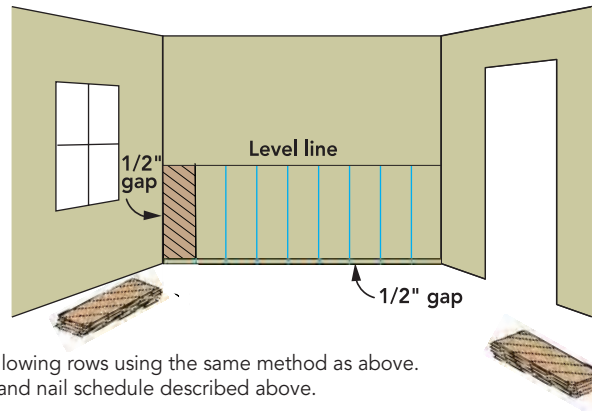 Level line
1/2"
gap
1/2" gap
lowing rows using the same method as above.
and nail schedule described above.